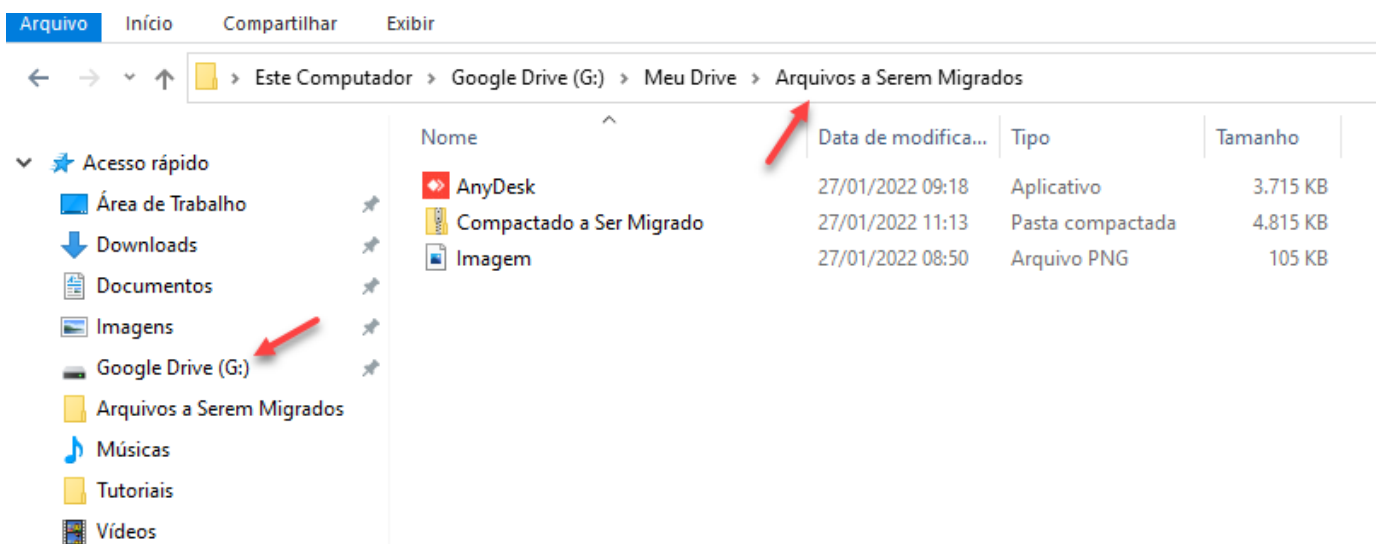 Arquivo Início Compartilhar Exibir
Este Computador > Google Drive (G:) > Meu Drive > Arquivos a Serem Migrados
Acesso rápido
Área de Trabalho
Downloads
Documentos
Imagens
Google Drive (G:)
Arquivos a Serem Migrados
Músicas
Tutoriais
Vídeos
Nome Data de modifica... Tipo Tamanho
AnyDesk 27/01/2022 09:18 Aplicativo 3.715 KB
Compactado a Ser Migrado 27/01/2022 11:13 Pasta compactada 4.815 KB
Imagem 27/01/2022 08:50 Arquivo PNG 105 KB